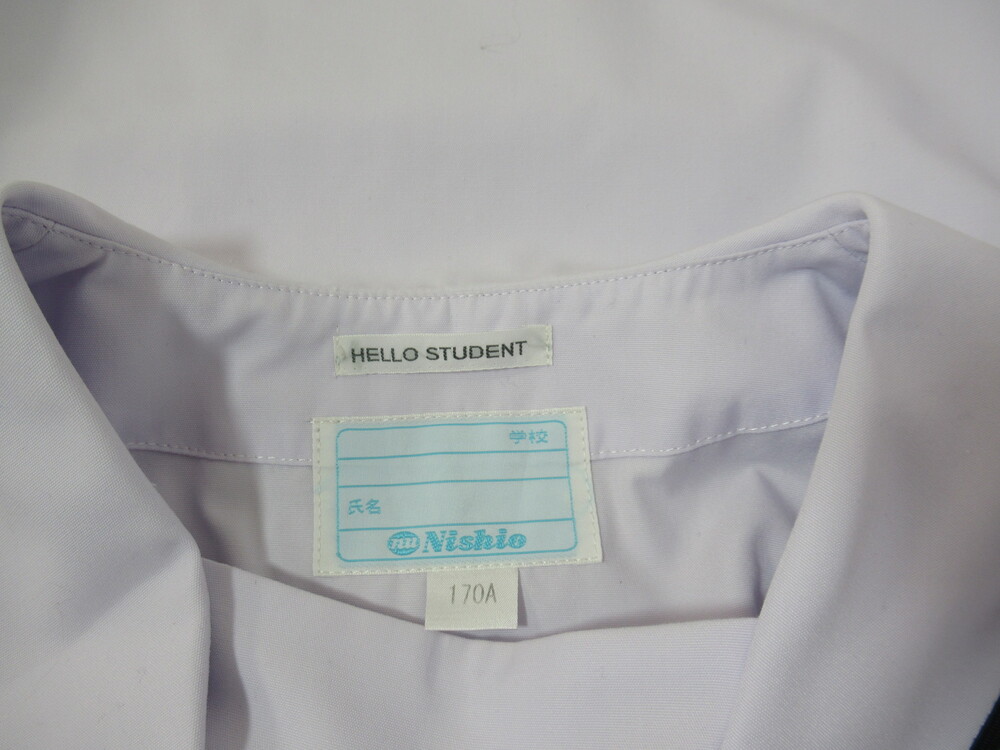 HELLO STUDENT
学校
氏名
Nishio
170A